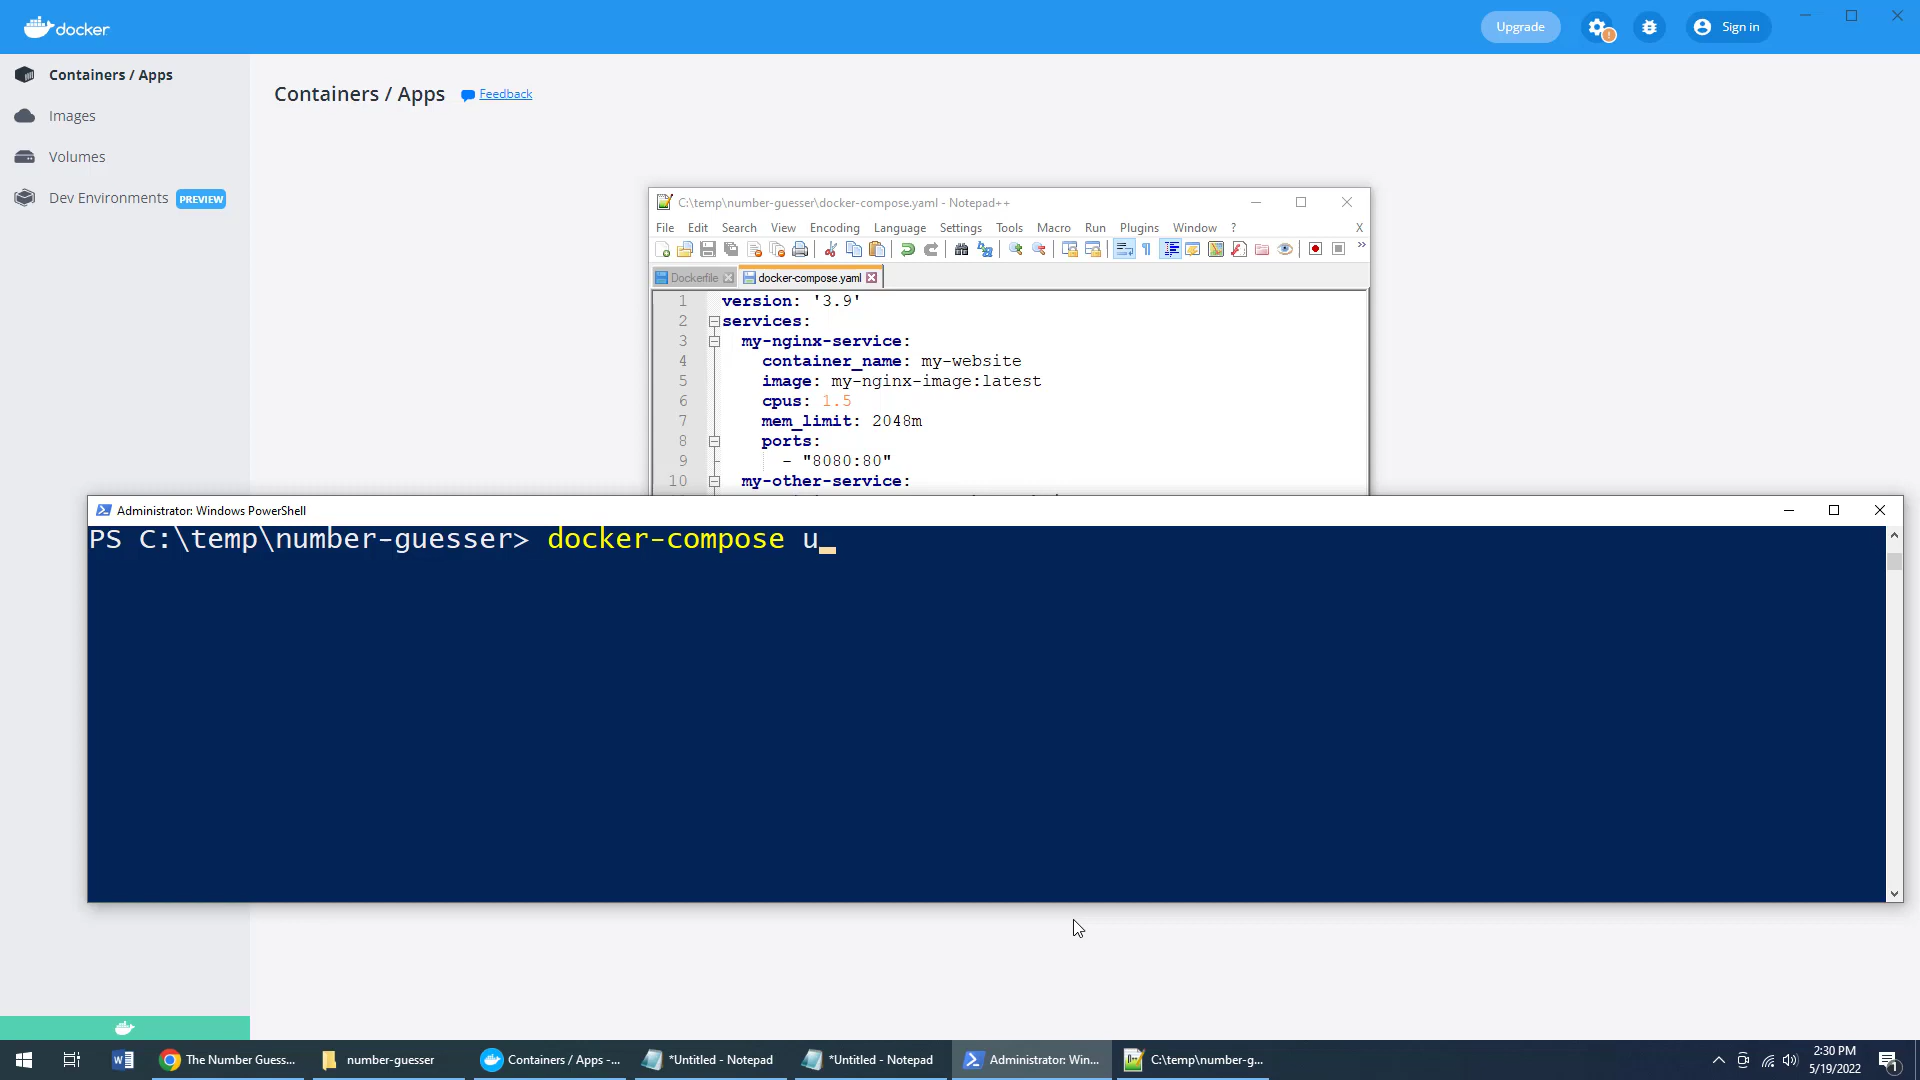 docker
Upgrade
Sign in
Containers / Apps
Images
Volumes
Dev Environments PREVIEW
Containers / Apps Feedback
C:\temp\number-guesser\docker-compose.yaml - Notepad++
File Edit Search View Encoding Language Settings Tools Macro Run Plugins Window ? X
Dockerfile docker-compose.yaml
1 version: '3.9'
2 services:
3 my-nginx-service:
4 container_name: my-website
5 image: my-nginx-image:latest
6 cpus: 1.5
7 mem_limit: 2048m
8 ports:
9 - "8080:80"
10 my-other-service:
Administrator: Windows PowerShell
PS C:\temp\number-guesser> docker-compose u_
The Number Guess...
number-guesser
Containers / Apps -...
*Untitled - Notepad
*Untitled - Notepad
Administrator: Win...
C:\temp\number-g...
2:30 PM
5/19/2022
1